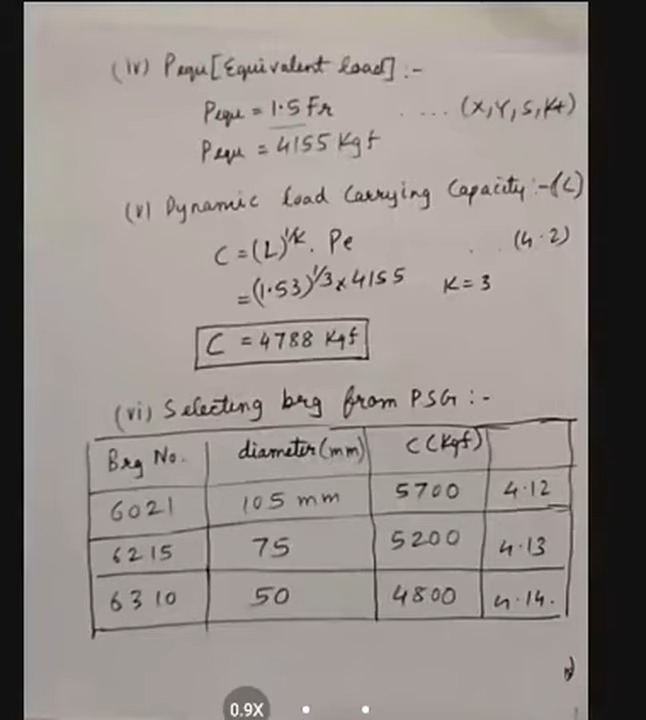 (iv) Pequ [Equivalent load] :-
Pequ = 1.5 Fr .... (X, Y, S, Kt)
Pequ = 4155 Kgf
(v) Dynamic load Carrying Capacity :- (C)
C = (L)^1/K . Pe . . (4.2)
= (1.53)^1/3 x 4155 K = 3
C = 4788 Kgf
(vi) Selecting brg from PSG :-
Brg No. diameter (mm) C (Kgf)
6021 105 mm 5700 4.12
6215 75 5200 4.13
6310 50 4800 4.14.
0.9X